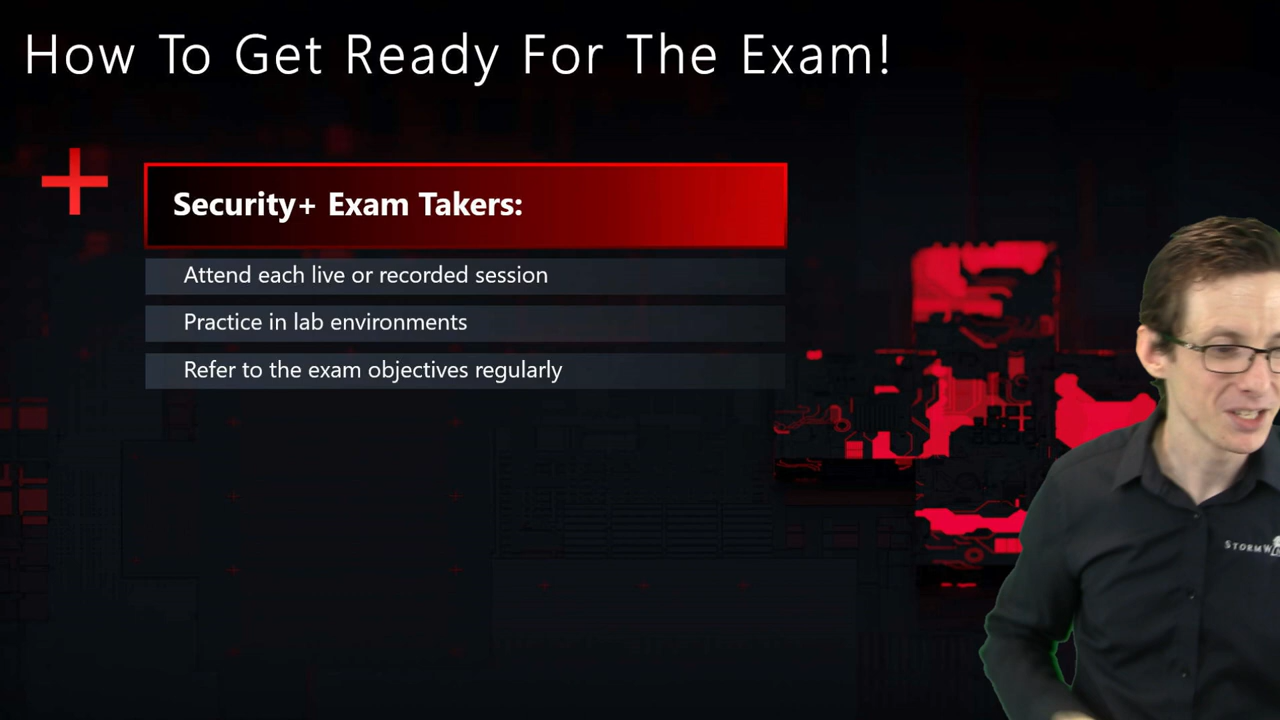 How To Get Ready For The Exam!
Security+ Exam Takers:
Attend each live or recorded session
Practice in lab environments
Refer to the exam objectives regularly